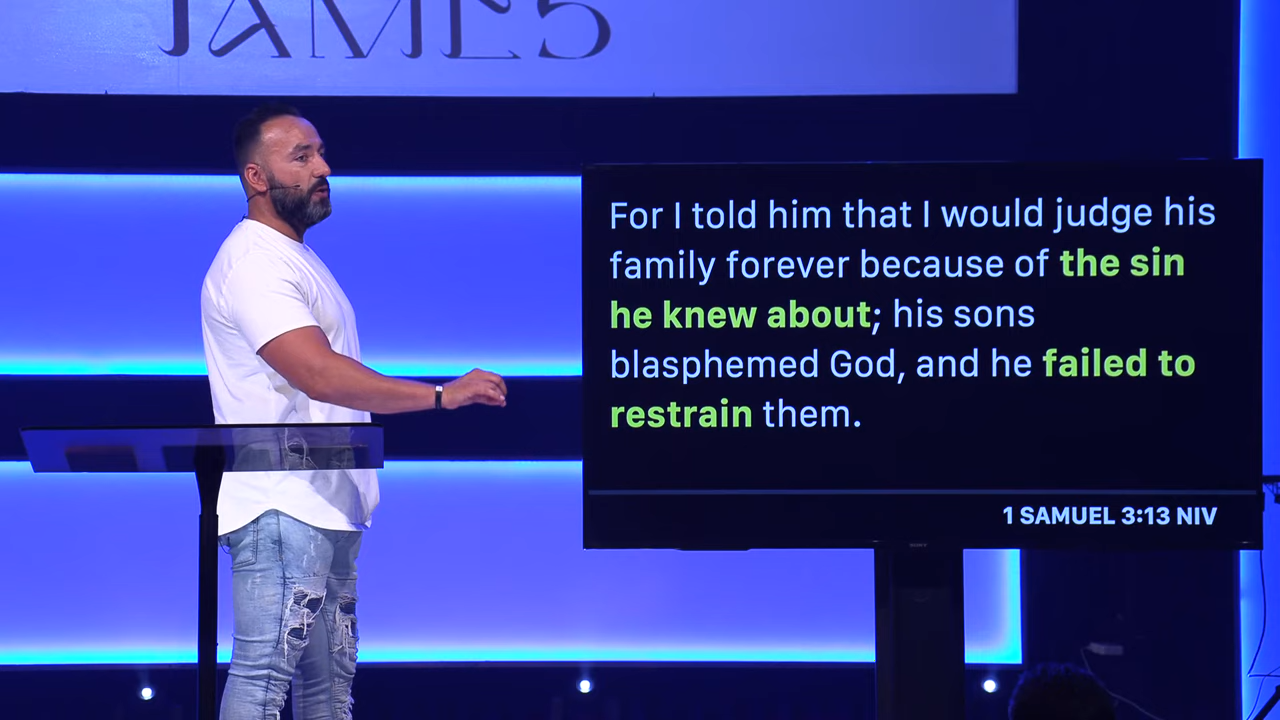 JAMES
For I told him that I would judge his
family forever because of the sin
he knew about; his sons
blasphemed God, and he failed to
restrain them.
1 SAMUEL 3:13 NIV
SONY